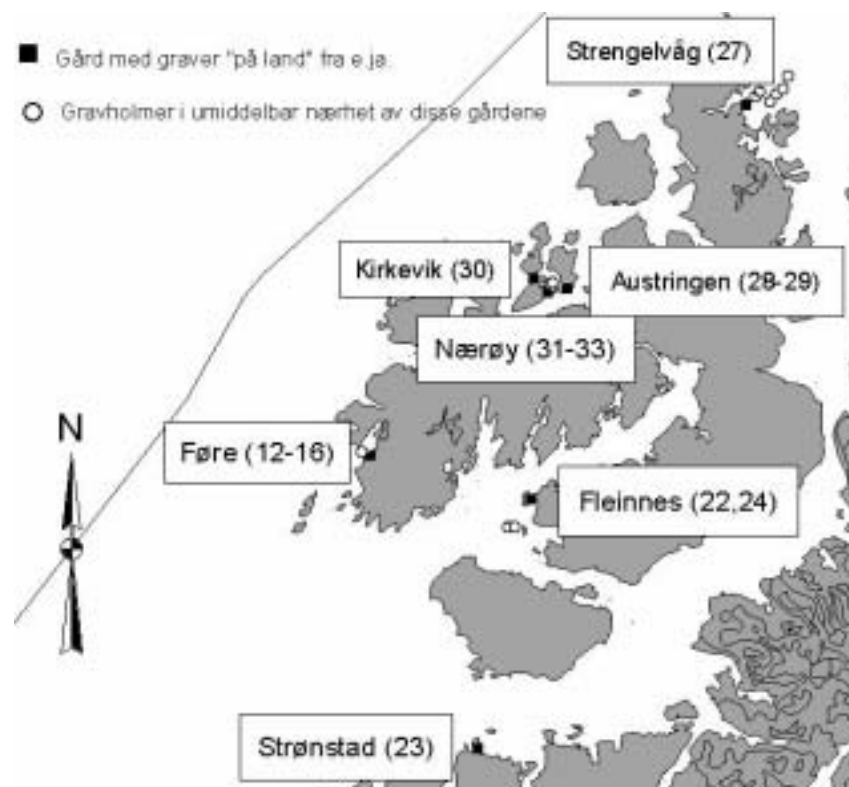 Strengelvåg (27)
Gård med graver "på land" fra e.ja.
Gravholmer i umiddelbar nærhet av disse gårdene
Kirkevik (30)
Austringen (28-29)
Nærøy (31-33)
N
Føre (12-16)
Fleinnes (22,24)
Strønstad (23)